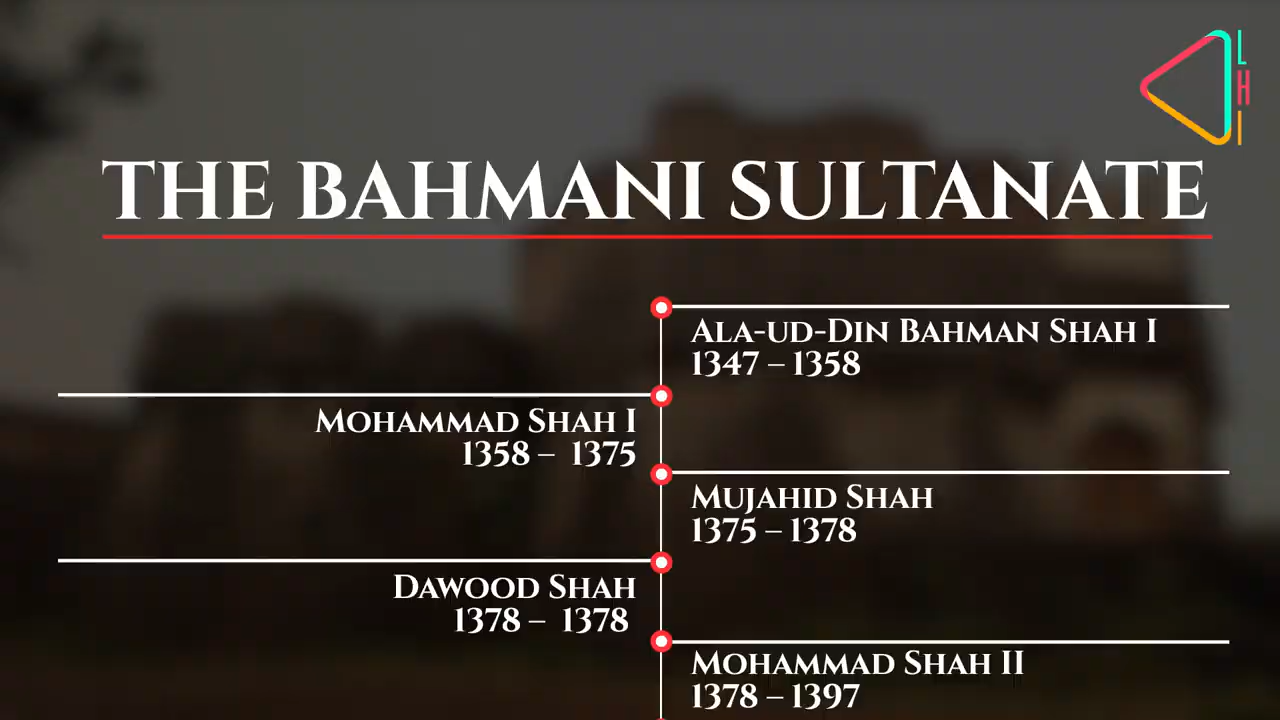 L
H
I
THE BAHMANI SULTANATE
ALA-UD-DIN BAHMAN SHAH I
1347 – 1358
MOHAMMAD SHAH I
1358 – 1375
MUJAHID SHAH
1375 – 1378
DAWOOD SHAH
1378 – 1378
MOHAMMAD SHAH II
1378 – 1397